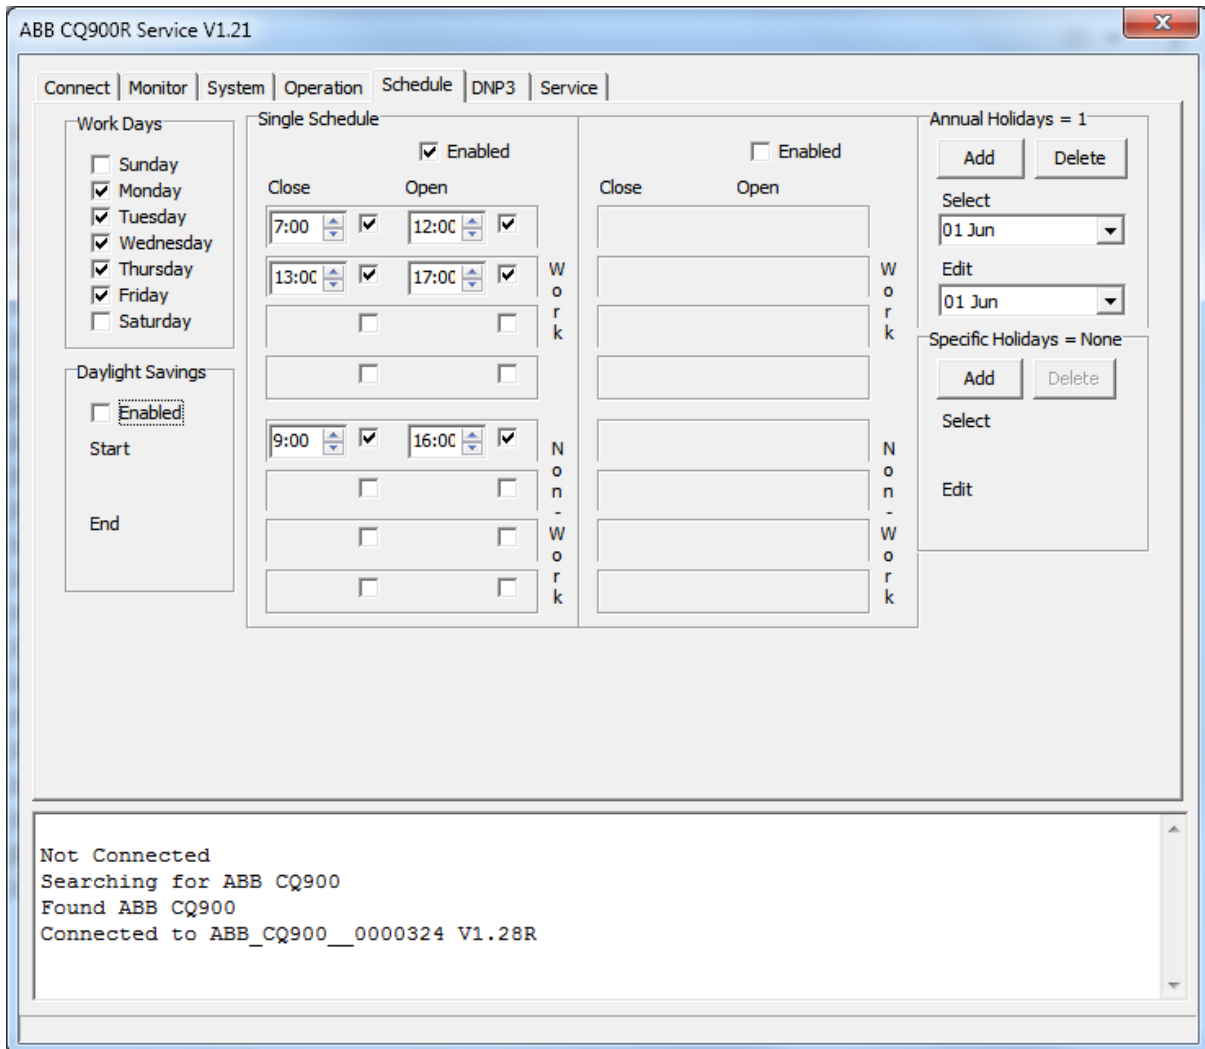 ABB CQ900R Service V1.21
X
Connect Monitor System Operation Schedule DNP3 Service
Work Days
Sunday
Monday
Tuesday
Wednesday
Thursday
Friday
Saturday
Daylight Savings
Enabled
Start
End
Single Schedule
Enabled
Close Open
7:00 12:00
13:00 17:00
Work
9:00 16:00
Non-Work
Enabled
Close Open
Work
Non-Work
Annual Holidays = 1
Add Delete
Select
01 Jun
Edit
01 Jun
Specific Holidays = None
Add Delete
Select
Edit
Not Connected
Searching for ABB CQ900
Found ABB CQ900
Connected to ABB_CQ900__0000324 V1.28R